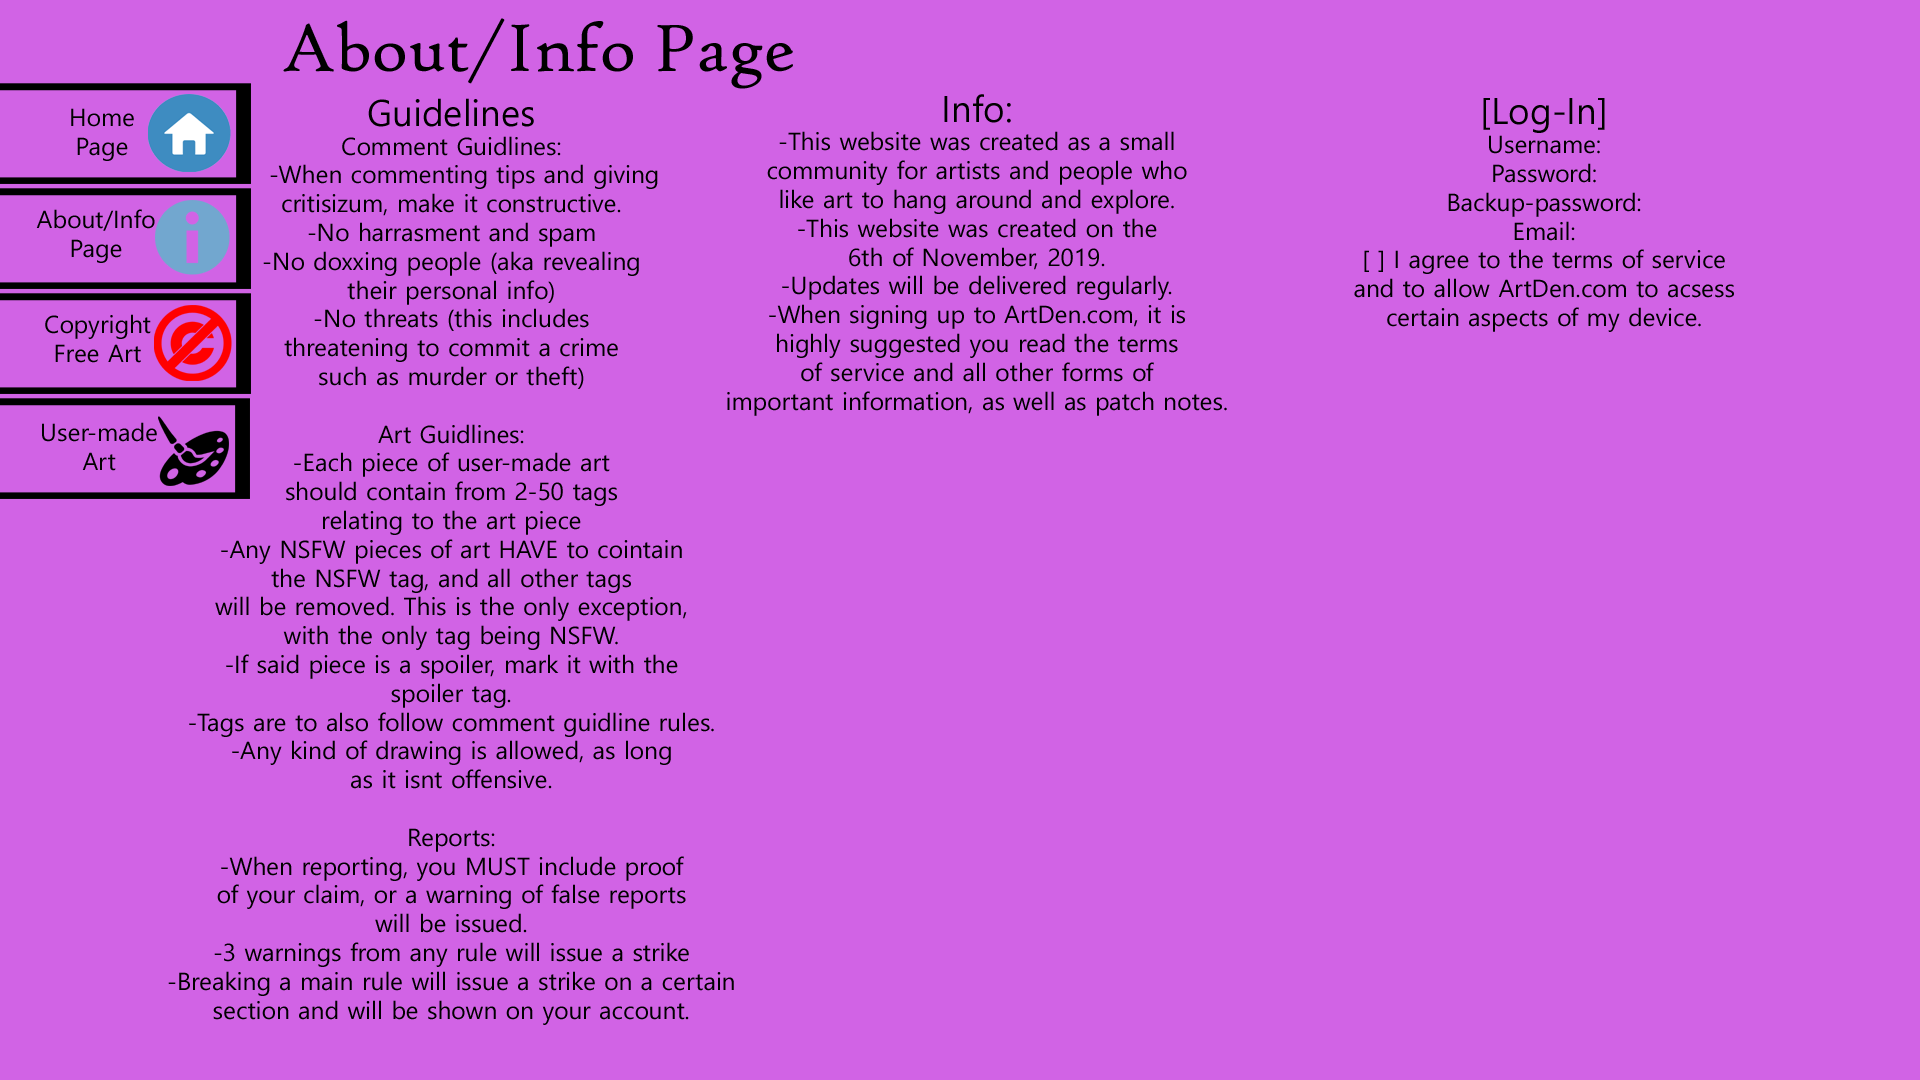 About/Info Page
Home
Page
About/Info
Page
Copyright
Free Art
User-made
Art
Guidelines
Comment Guidlines:
-When commenting tips and giving
critisizum, make it constructive.
-No harrasment and spam
-No doxxing people (aka revealing
their personal info)
-No threats (this includes
threatening to commit a crime
such as murder or theft)
Art Guidlines:
-Each piece of user-made art
should contain from 2-50 tags
relating to the art piece
-Any NSFW pieces of art HAVE to cointain
the NSFW tag, and all other tags
will be removed. This is the only exception,
with the only tag being NSFW.
-If said piece is a spoiler, mark it with the
spoiler tag.
-Tags are to also follow comment guidline rules.
-Any kind of drawing is allowed, as long
as it isnt offensive.
Reports:
-When reporting, you MUST include proof
of your claim, or a warning of false reports
will be issued.
-3 warnings from any rule will issue a strike
-Breaking a main rule will issue a strike on a certain
section and will be shown on your account.
Info:
-This website was created as a small
community for artists and people who
like art to hang around and explore.
-This website was created on the
6th of November, 2019.
-Updates will be delivered regularly.
-When signing up to ArtDen.com, it is
highly suggested you read the terms
of service and all other forms of
important information, as well as patch notes.
[Log-In]
Username:
Password:
Backup-password:
Email:
[ ] I agree to the terms of service
and to allow ArtDen.com to acsess
certain aspects of my device.